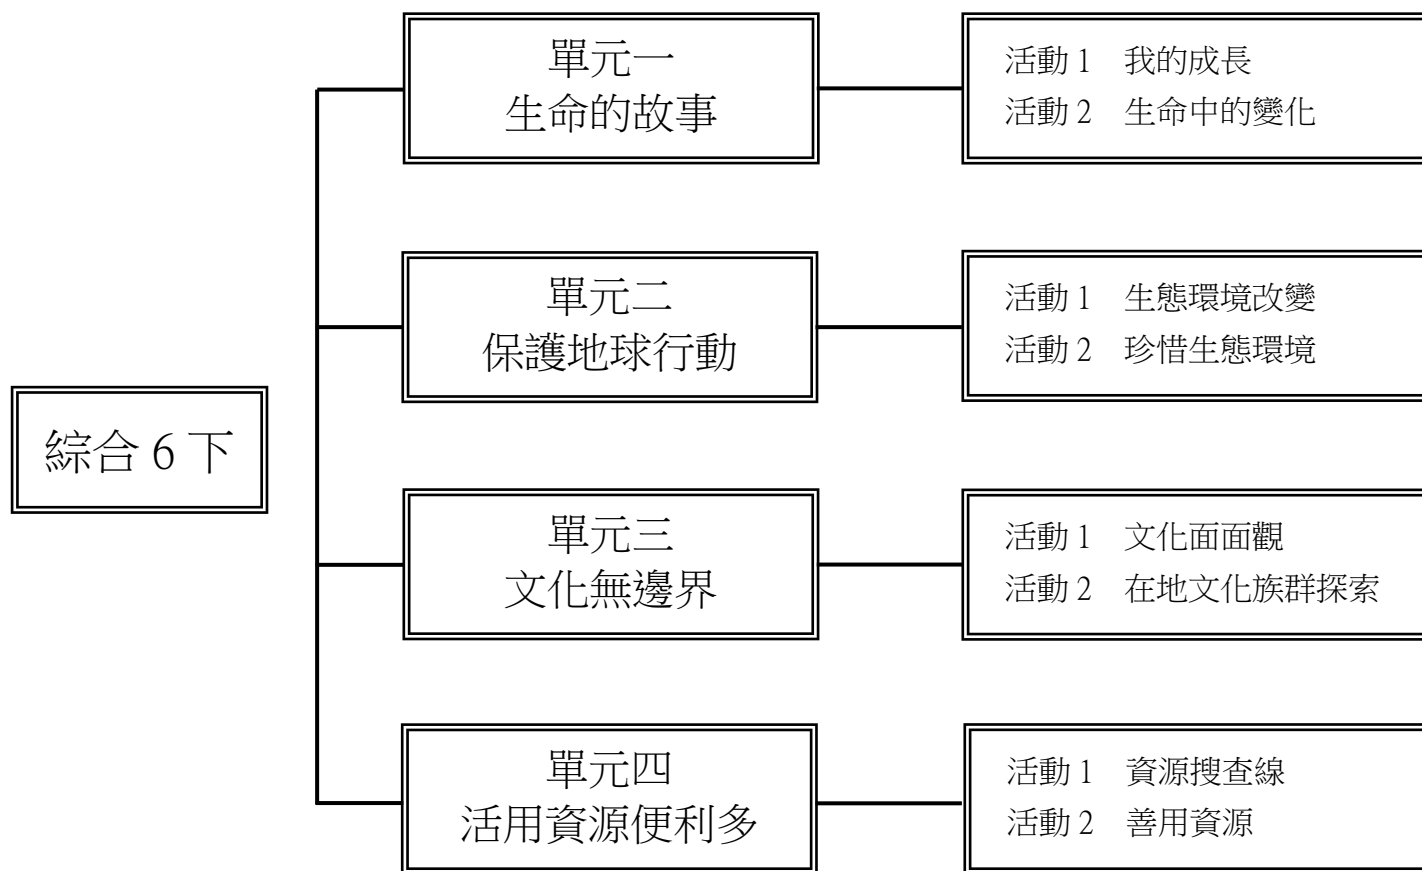 綜合 6 下
單元一
生命的故事
活動 1　我的成長
活動 2　生命中的變化
單元二
保護地球行動
活動 1　生態環境改變
活動 2　珍惜生態環境
單元三
文化無邊界
活動 1　文化面面觀
活動 2　在地文化族群探索
單元四
活用資源便利多
活動 1　資源搜查線
活動 2　善用資源